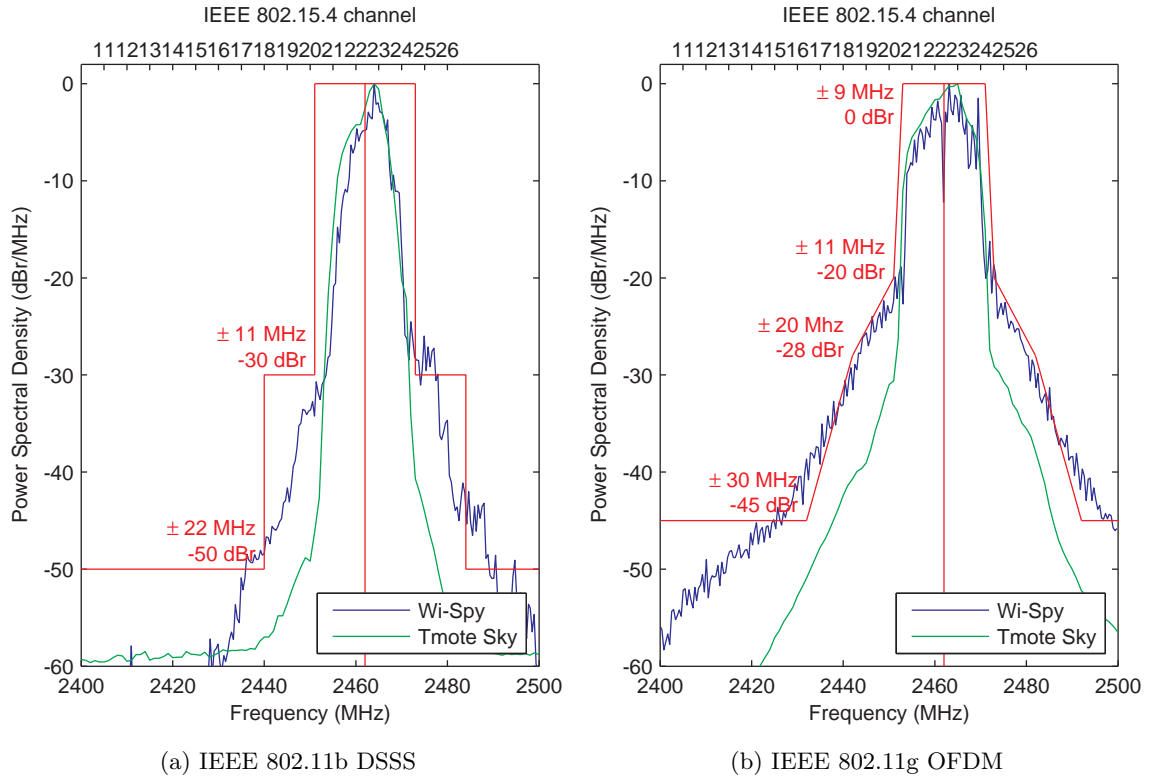 IEEE 802.15.4 channel
11121314151617181920212223242526
0
-10
-20
-30
-40
-50
-60
Power Spectral Density (dBr/MHz)
± 11 MHz
-30 dBr
± 22 MHz
-50 dBr
Wi-Spy
Tmote Sky
2400 2420 2440 2460 2480 2500
Frequency (MHz)
(a) IEEE 802.11b DSSS
IEEE 802.15.4 channel
11121314151617181920212223242526
0
-10
-20
-30
-40
-50
-60
Power Spectral Density (dBr/MHz)
± 9 MHz
0 dBr
± 11 MHz
-20 dBr
± 20 Mhz
-28 dBr
± 30 MHz
-45 dBr
Wi-Spy
Tmote Sky
2400 2420 2440 2460 2480 2500
Frequency (MHz)
(b) IEEE 802.11g OFDM